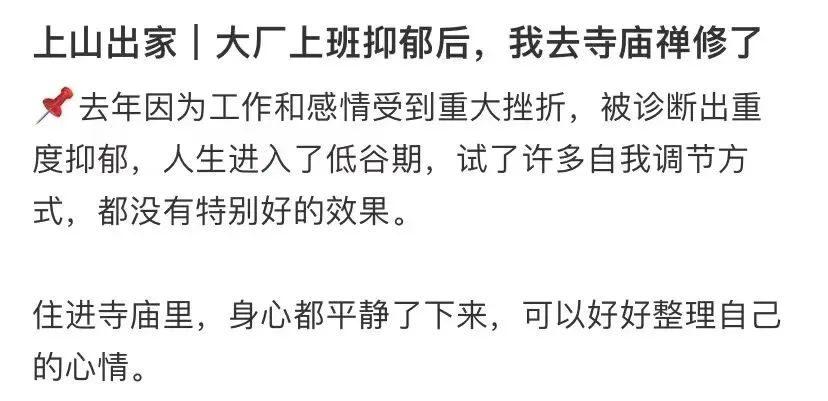 上山出家｜大厂上班抑郁后，我去寺庙禅修了
📌去年因为工作和感情受到重大挫折，被诊断出重
度抑郁，人生进入了低谷期，试了许多自我调节方
式，都没有特别好的效果。
住进寺庙里，身心都平静了下来，可以好好整理自己
的心情。